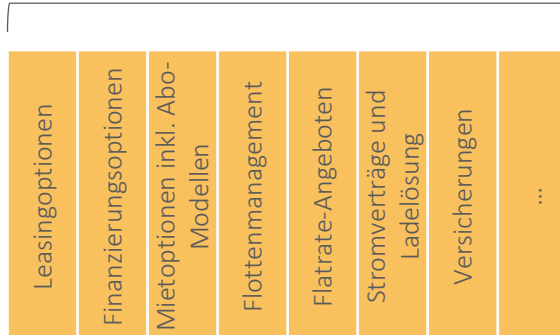 Leasingoptionen
Finanzierungsoptionen
Mietoptionen inkl. Abo-
Modellen
Flottenmanagement
Flatrate-Angeboten
Stromverträge und
Ladelösung
Versicherungen
...